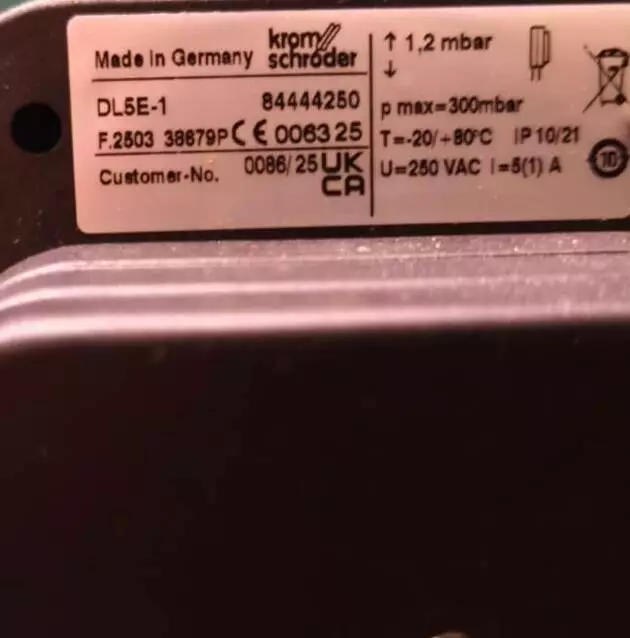 Made in Germany krom schröder
DL5E-1 84444250
F.2503 38679P CE 0063 25
Customer-No. 0086/25 UK CA
↑ 1,2 mbar
↓
p max=300mbar
T=-20/+80°C IP 10/21
U=250 VAC I=5(1) A
10